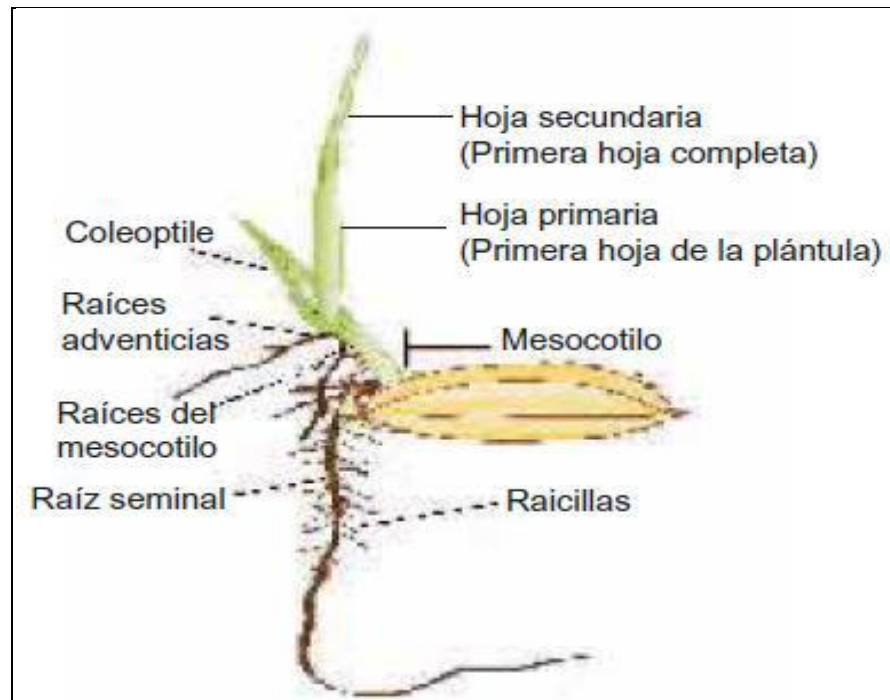 Hoja secundaria
(Primera hoja completa)
Hoja primaria
(Primera hoja de la plántula)
Coleoptile
Raíces
adventicias
Mesocotilo
Raíces del
mesocotilo
Raíz seminal
Raicillas